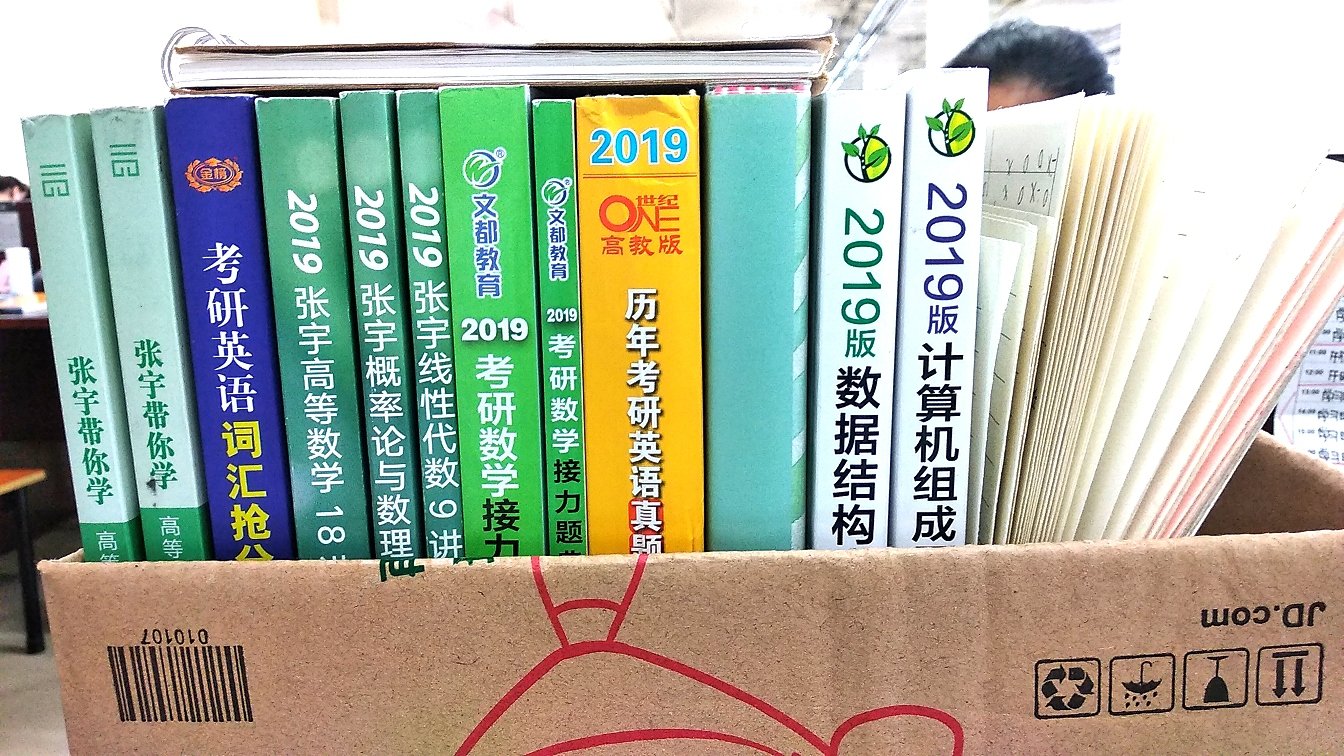 张宇带你学
高等
张宇带你学
高等
金榜
考研英语词汇抢分
2019 张宇高等数学 18
2019 张宇概率论与数理
2019 张宇线性代数 9 讲
文都教育
2019
考研数学接力
文都教育
2019
考研数学接力题典
2019
世纪
ONE
高教版
历年考研英语真题
2019版 数据结构
2019版 计算机组成
010107
JD.com